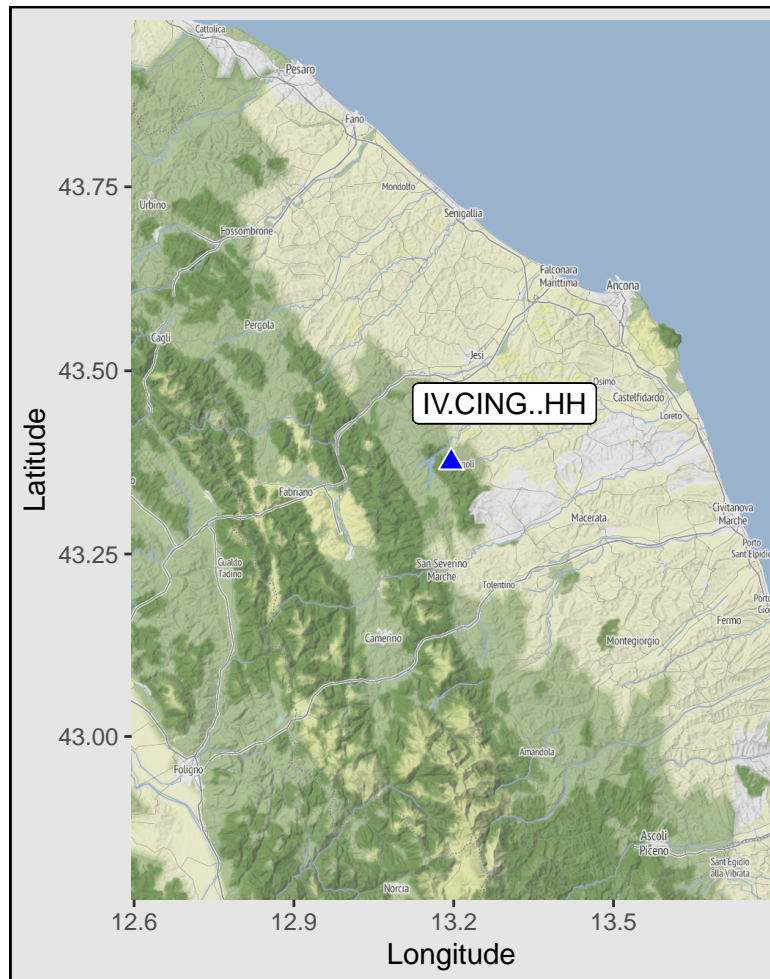 Cattolica
Pesaro
Fano
43.75
Mondolfo
Urbino
Senigallia
Fossombrone
Falconara
Marittima
Ancona
Pergola
Cagli
Jesi
43.50
Osimo
Castelfidardo
IV.CING..HH
Loreto
Latitude
Fabriano
Civitanova
Marche
Macerata
43.25
Porto
Sant'Elpidio
Gualdo
Tadino
San Severino
Marche
Tolentino
Fermo
Camerino
Montegiorgio
43.00
Amandola
Foligno
Ascoli
Piceno
Sant'Egidio
alla Vibrata
Norcia
12.6
12.9
13.2
13.5
Longitude